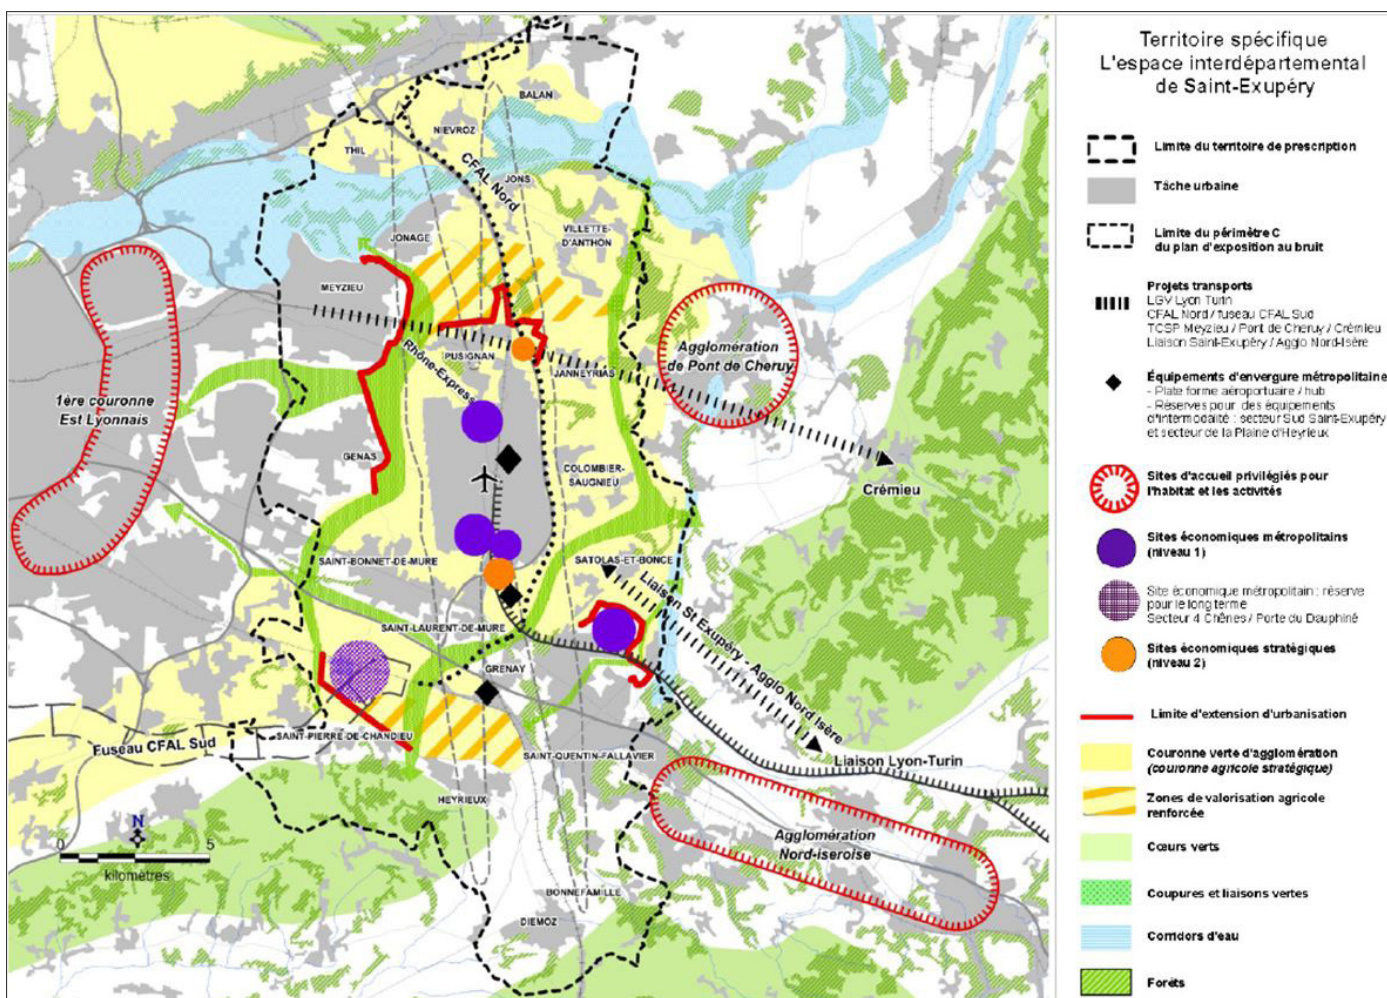 BALAN
NIEVROZ
THIL
CFAL Nord
JONS
VILLETTE-
D'ANTHON
JONAGE
MEYZIEU
Rhône-Express
PUSIGNAN
JANNEYRIAS
Agglomération
de Pont de Cheruy
1ère couronne
Est Lyonnais
GENAS
COLOMBIER-
SAUGNIEU
Crémieu
SAINT-BONNET-DE-MURE
SATOLAS-ET-BONCE
Liaison St Exupéry - Agglo Nord Isère
SAINT-LAURENT-DE-MURE
GRENAY
Fuseau CFAL Sud
SAINT-PIERRE-DE-CHANDIEU
SAINT-QUENTIN-FALLAVIER
Liaison Lyon-Turin
HEYRIEUX
Agglomération
Nord-iseroise
BONNEFAMILLE
DIEMOZ
N
0 5
kilomètres
Territoire spécifique
L'espace interdépartemental
de Saint-Exupéry
Limite du territoire de prescription
Tâche urbaine
Limite du périmètre C
du plan d'exposition au bruit
Projets transports
LGV Lyon Turin
CFAL Nord / fuseau CFAL Sud
TCSP Meyzieu / Pont de Cheruy / Crémieu
Liaison Saint-Exupéry / Agglo Nord-Isère
Équipements d'envergure métropolitaine
- Plate forme aéroportuaire / hub
- Réserves pour des équipements
d'intermodalité : secteur Sud Saint-Exupéry
et secteur de la Plaine d'Heyrieux
Sites d'accueil privilégiés pour
l'habitat et les activités
Sites économiques métropolitains
(niveau 1)
Site économique métropolitain : réserve
pour le long terme
Secteur 4 Chênes / Porte du Dauphiné
Sites économiques stratégiques
(niveau 2)
Limite d'extension d'urbanisation
Couronne verte d'agglomération
(couronne agricole stratégique)
Zones de valorisation agricole
renforcée
Cœurs verts
Coupures et liaisons vertes
Corridors d'eau
Forêts